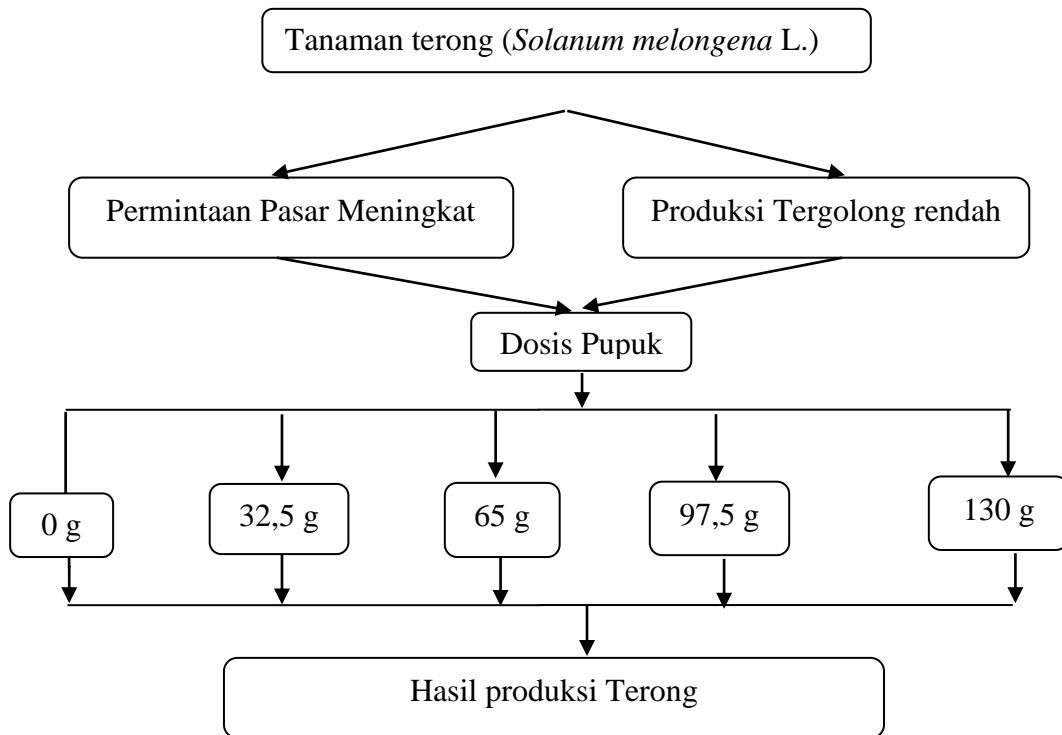 Tanaman terong (Solanum melongena L.)
Permintaan Pasar Meningkat
Produksi Tergolong rendah
Dosis Pupuk
0 g
32,5 g
65 g
97,5 g
130 g
Hasil produksi Terong